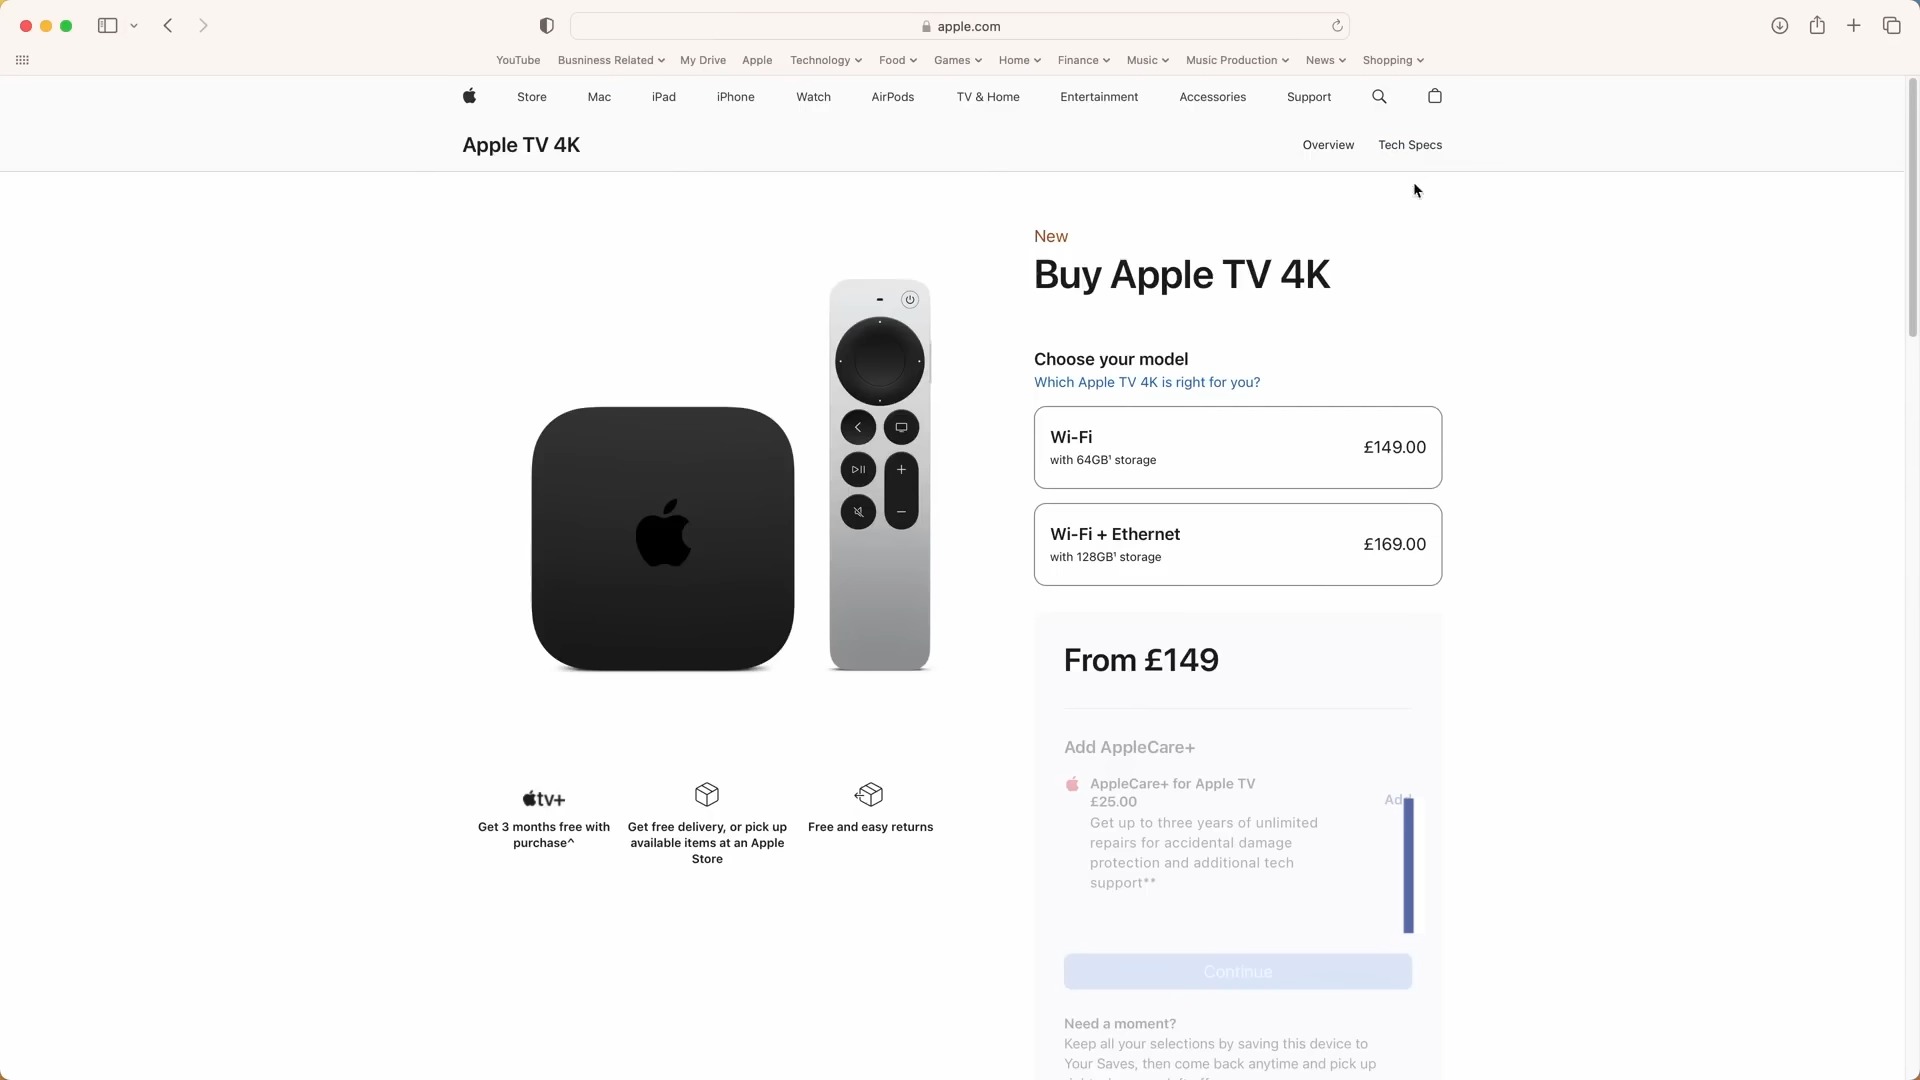 apple.com
YouTube Busniness Related My Drive Apple Technology Food Games Home Finance Music Music Production News Shopping
Store Mac iPad iPhone Watch AirPods TV & Home Entertainment Accessories Support
Apple TV 4K
Overview Tech Specs
New
Buy Apple TV 4K
Choose your model
Which Apple TV 4K is right for you?
Wi-Fi
with 64GB¹ storage
£149.00
Wi-Fi + Ethernet
with 128GB¹ storage
£169.00
From £149
Add AppleCare+
AppleCare+ for Apple TV
£25.00
Add
Get up to three years of unlimited
repairs for accidental damage
protection and additional tech
support**
Continue
Need a moment?
Keep all your selections by saving this device to
Your Saves, then come back anytime and pick up
tv+
Get 3 months free with
purchase^
Get free delivery, or pick up
available items at an Apple
Store
Free and easy returns